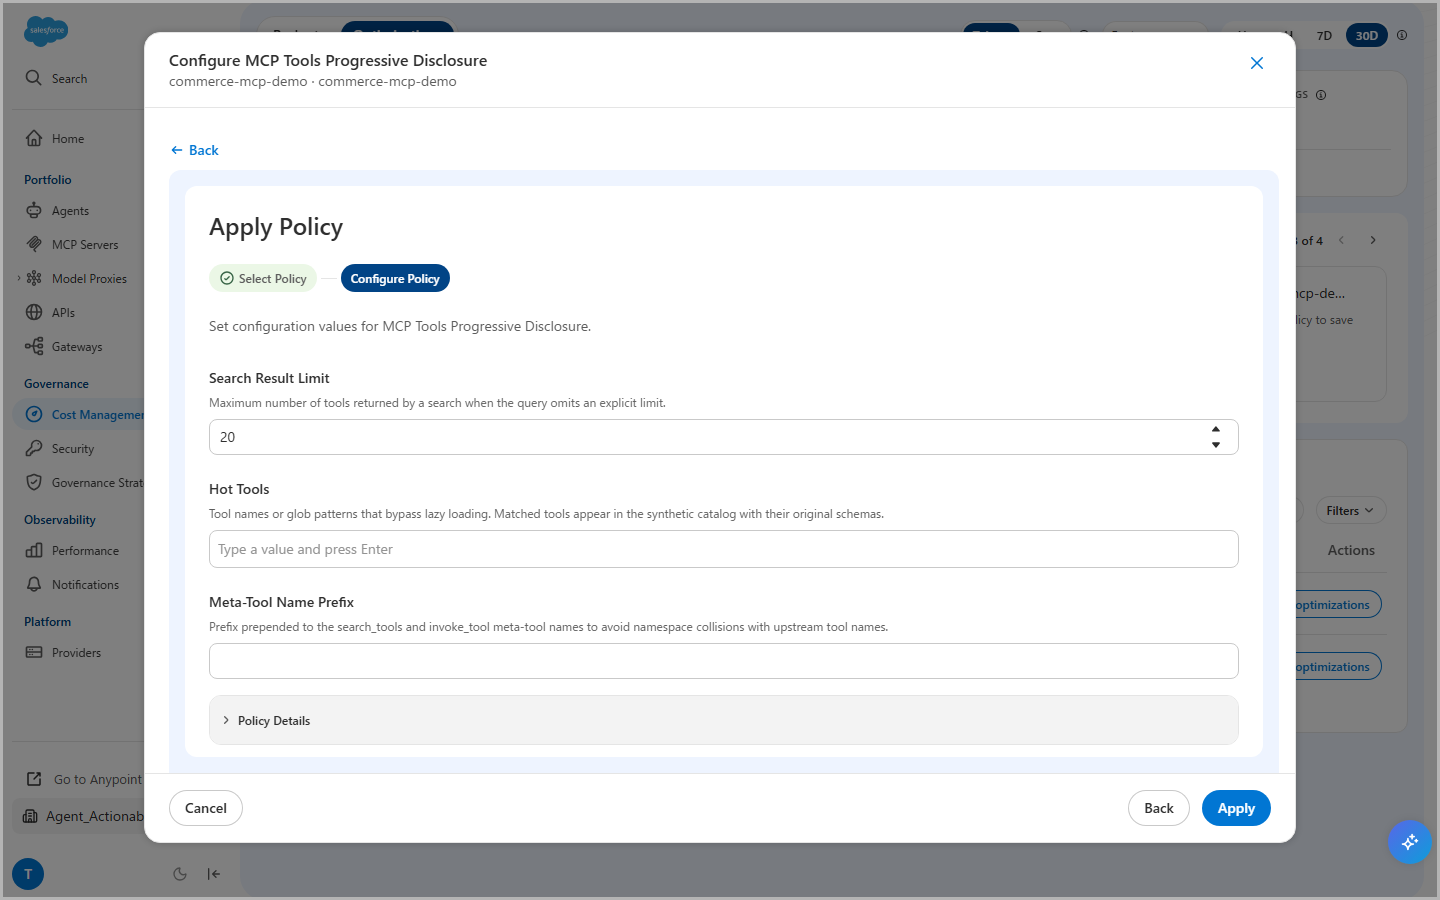 salesforce
Search
Home
Portfolio
Agents
MCP Servers
Model Proxies
APIs
Gateways
Governance
Cost Managemen
Security
Governance Strat
Observability
Performance
Notifications
Platform
Providers
Go to Anypoint
Agent_Actionab
T
7D
30D
GS
of 4
mcp-de...
licy to save
Filters
Actions
optimizations
optimizations
Configure MCP Tools Progressive Disclosure
commerce-mcp-demo · commerce-mcp-demo
← Back
Apply Policy
Select Policy
Configure Policy
Set configuration values for MCP Tools Progressive Disclosure.
Search Result Limit
Maximum number of tools returned by a search when the query omits an explicit limit.
20
Hot Tools
Tool names or glob patterns that bypass lazy loading. Matched tools appear in the synthetic catalog with their original schemas.
Type a value and press Enter
Meta-Tool Name Prefix
Prefix prepended to the search_tools and invoke_tool meta-tool names to avoid namespace collisions with upstream tool names.
Policy Details
Cancel
Back
Apply